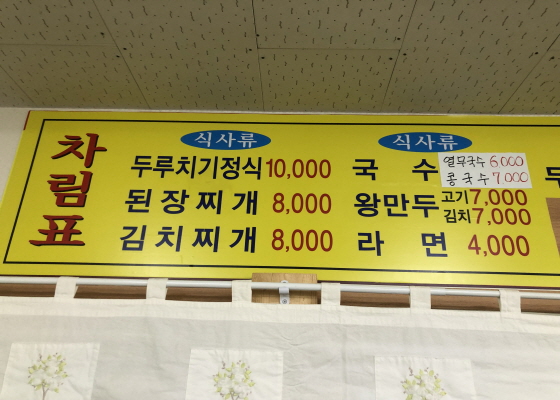 차림표
식사류
두루치기정식 10,000
된장찌개 8,000
김치찌개 8,000
식사류
국수 열무국수 6,000
콩국수 7,000
왕만두 고기 7,000
김치 7,000
라면 4,000
두